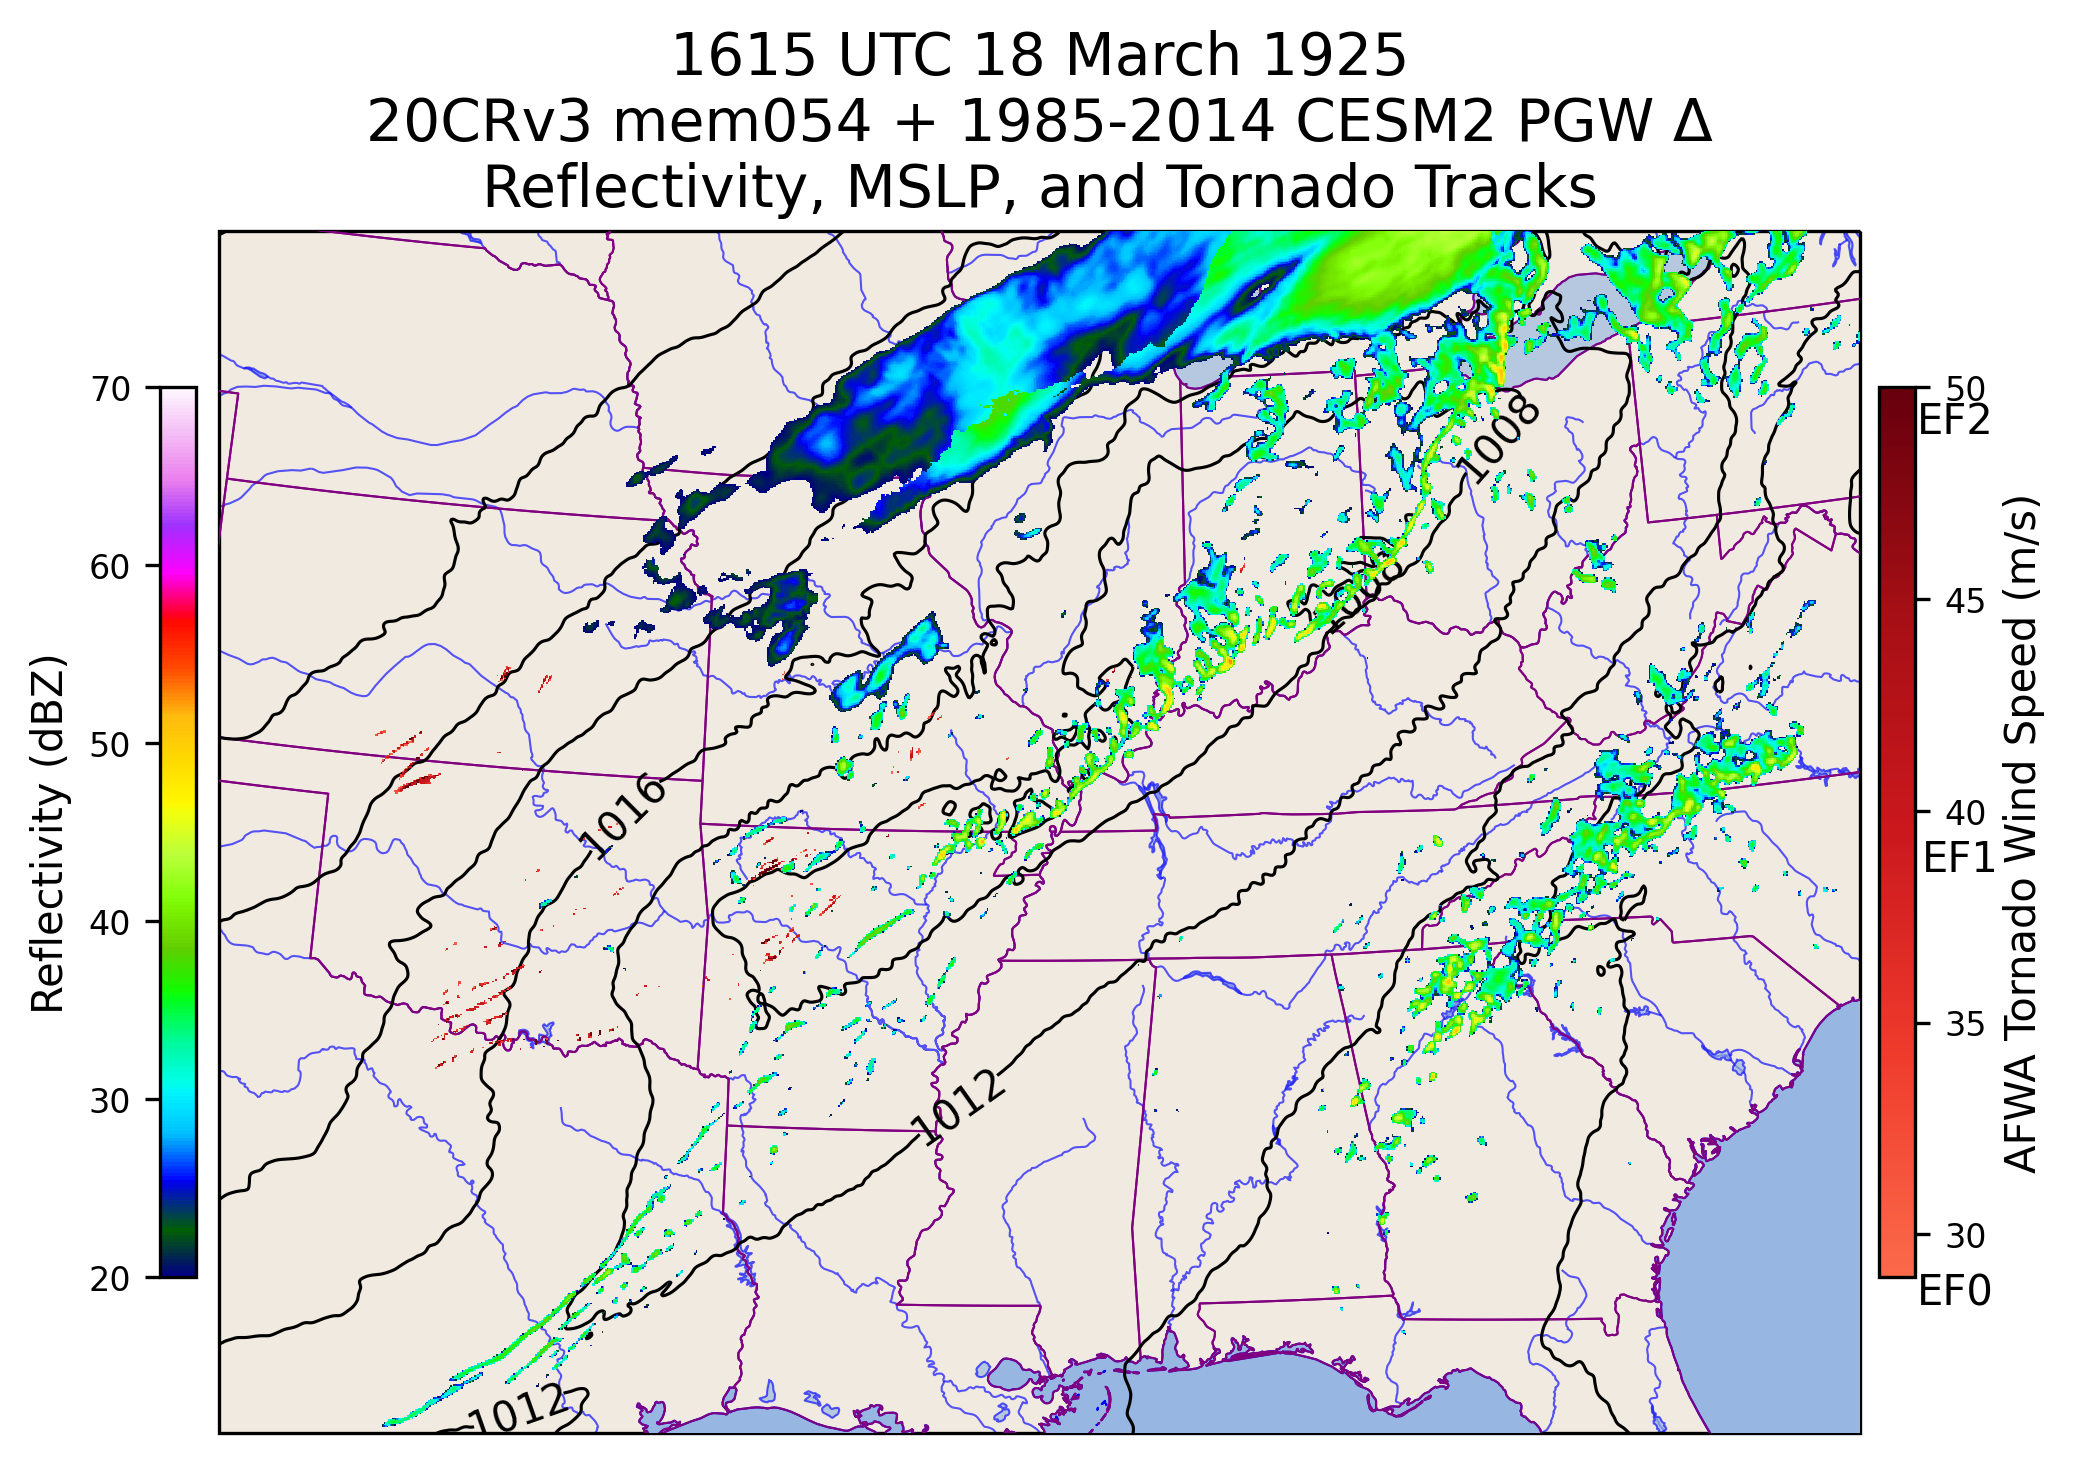 1615 UTC 18 March 1925
20CRv3 mem054 + 1985-2014 CESM2 PGW Δ
Reflectivity, MSLP, and Tornado Tracks
Reflectivity (dBZ)
70
60
50
40
30
20
1008
1008
1016
1012
1012
50
EF2
45
40
EF1
35
30
EF0
AFWA Tornado Wind Speed (m/s)